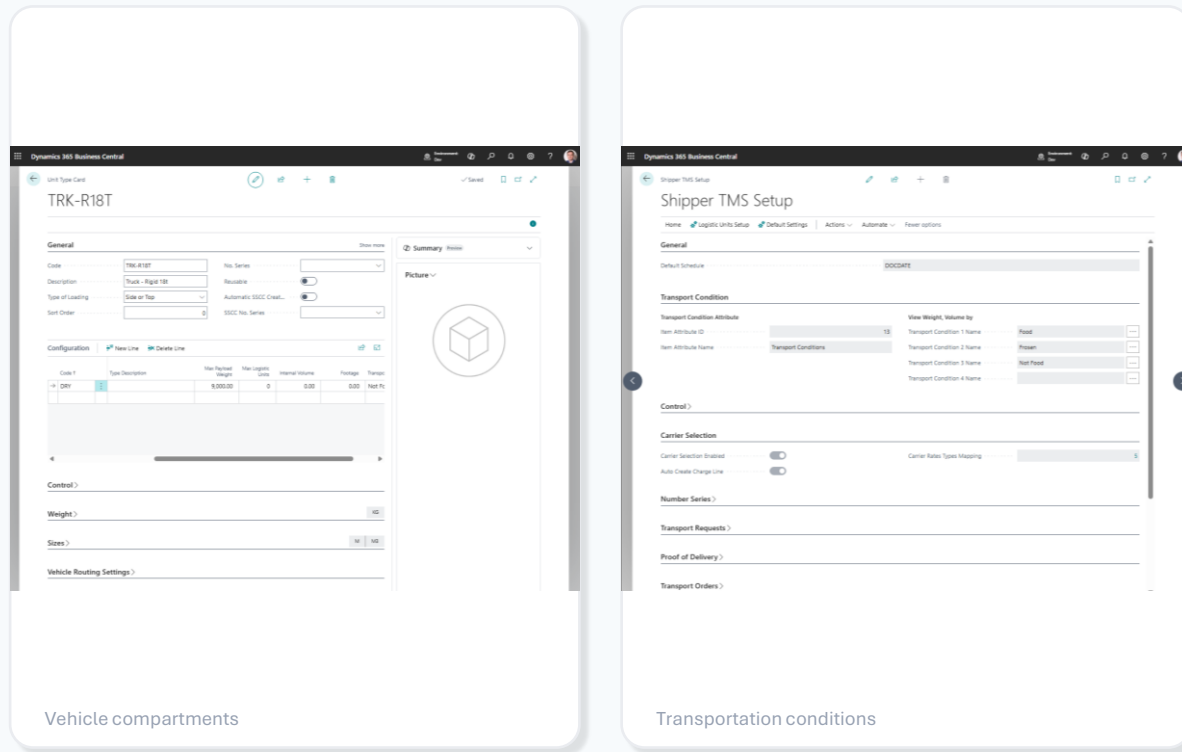 Dynamics 365 Business Central
Unit Type Card
Saved
TRK-R18T
General
Show more
Code
TRK-R18T
No. Series
Description
Truck - Rigid 18t
Reusable
Type of Loading
Side or Top
Automatic SSCC Creat...
Sort Order
0
SSCC No. Series
Summary
Preview
Picture
Configuration
New Line
Delete Line
Code
Type Description
Max Payload Weight
Max Logistic Units
Internal Volume
Footage
Transpo
DRY
9,000.00
0
0.00
0.00
Not Fo
Control
Weight
KG
Sizes
M
M3
Vehicle Routing Settings
Vehicle compartments
Dynamics 365 Business Central
Shipper TMS Setup
Shipper TMS Setup
Home
Logistic Units Setup
Default Settings
Actions
Automate
Fewer options
General
Default Schedule
DOCDATE
Transport Condition
Transport Condition Attribute
View Weight, Volume by
Item Attribute ID
13
Transport Condition 1 Name
Food
Item Attribute Name
Transport Conditions
Transport Condition 2 Name
Frosen
Transport Condition 3 Name
Not Food
Transport Condition 4 Name
Control
Carrier Selection
Carrier Selection Enabled
Carrier Rates Types Mapping
5
Auto Create Charge Line
Number Series
Transport Requests
Proof of Delivery
Transport Orders
Transportation conditions